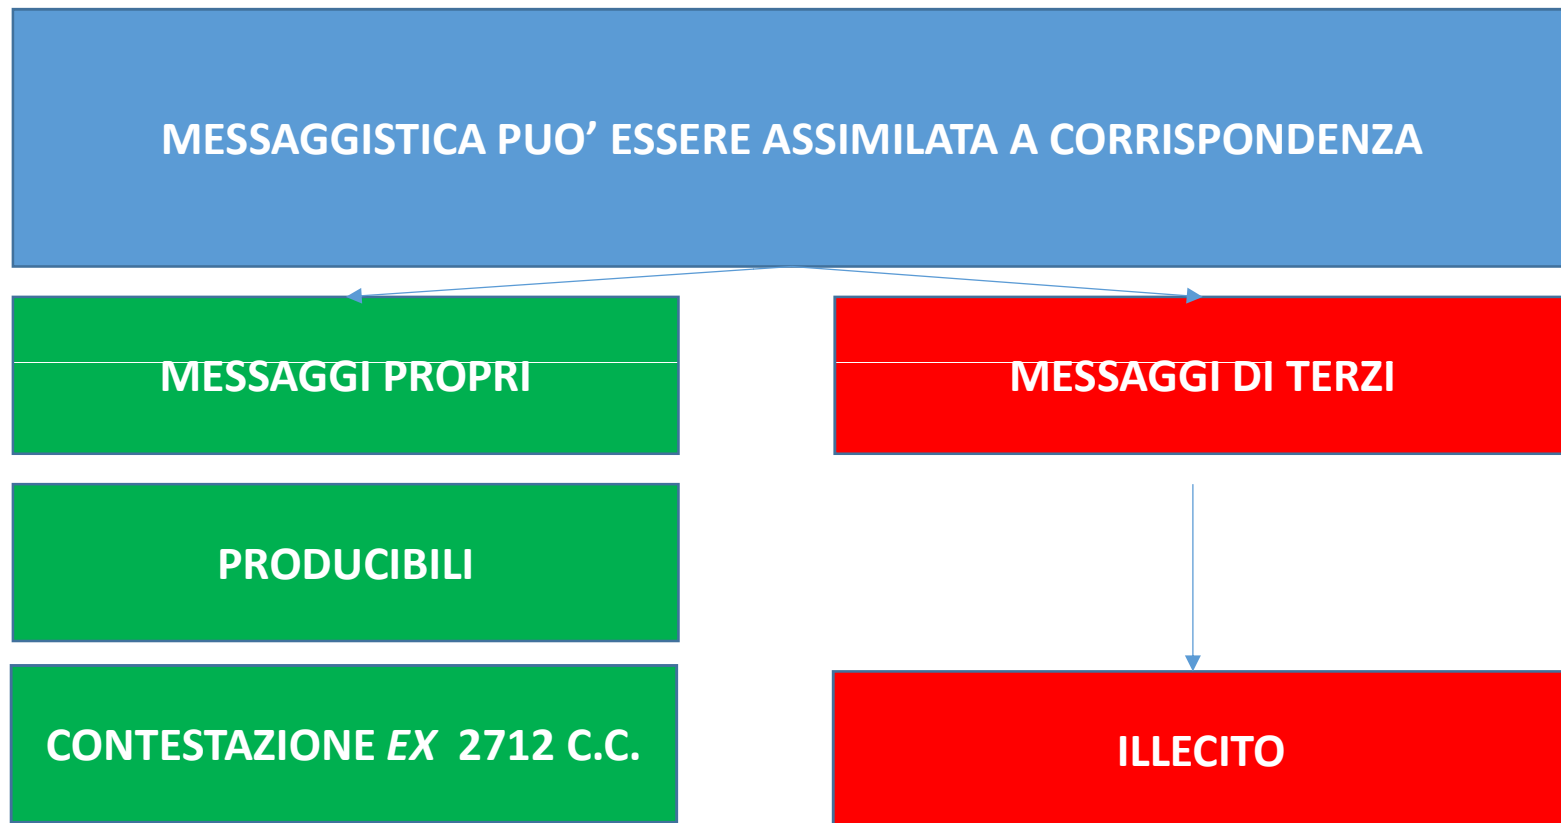 MESSAGGISTICA PUO’ ESSERE ASSIMILATA A CORRISPONDENZA
MESSAGGI PROPRI
MESSAGGI DI TERZI
PRODUCIBILI
CONTESTAZIONE EX 2712 C.C.
ILLECITO